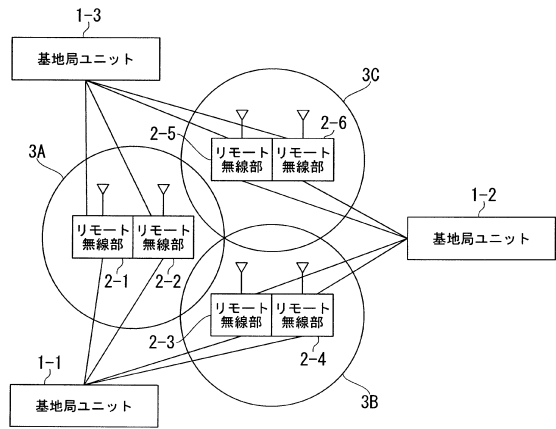 1-3
基地局ユニット
3C
2-5
2-6
リモート
無線部
リモート
無線部
3A
1-2
リモート
無線部
リモート
無線部
基地局ユニット
2-1
2-2
リモート
無線部
リモート
無線部
2-3
2-4
1-1
3B
基地局ユニット